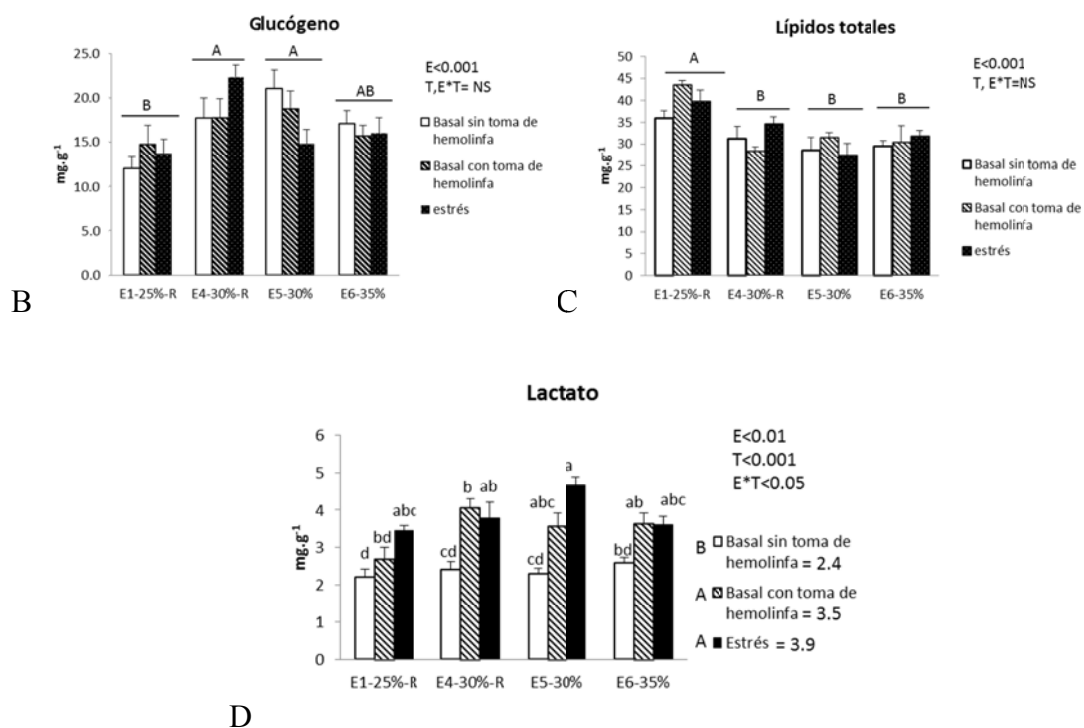 Glucógeno
25.0
20.0
15.0
10.0
5.0
0.0
mg.g-1
B
A
A
AB
E<0.001
T,E*T= NS
Basal sin toma de
hemolinfa
Basal con toma de
hemolinfa
estrés
E1-25%-R E4-30%-R E5-30% E6-35%
B
Lípidos totales
50
45
40
35
30
25
20
15
10
5
0
mg.g-1
A
B
B
B
E<0.001
T, E*T=NS
Basal sin toma de
hemolinfa
Basal con toma de
hemolinfa
estrés
E1-25%-R E4-30%-R E5-30% E6-35%
C
Lactato
6
5
4
3
2
1
0
mg.g-1
d bd abc
cd b ab
cd abc a
bd ab abc
E<0.01
T<0.001
E*T<0.05
B Basal sin toma de
hemolinfa = 2.4
A Basal con toma de
hemolinfa = 3.5
A Estrés = 3.9
E1-25%-R E4-30%-R E5-30% E6-35%
D